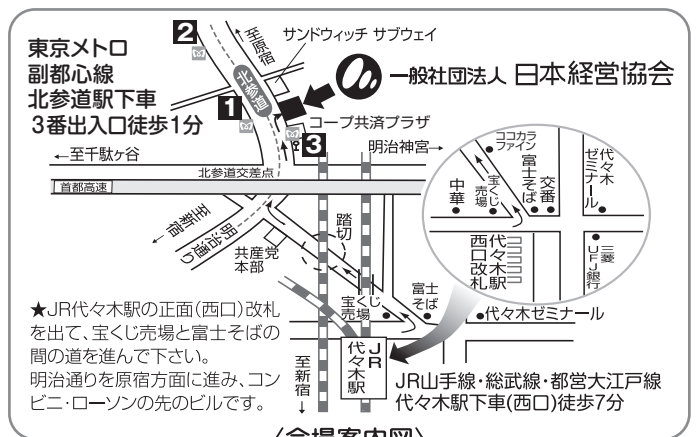 東京メトロ
副都心線
北参道駅下車
3番出入口徒歩1分
2
至原宿
サンドウィッチ サブウェイ
北参道
一般社団法人 日本経営協会
1
コープ共済プラザ
3
←至千駄ヶ谷
明治神宮→
北参道交差点
首都高速
至新宿
明治通り
共産党
本部
踏切
ココカラ
ファイン
代々木
ゼミナール
中華
宝くじ
売場
富士そば
交番
代々木駅
西口改札
三菱
UFJ銀行
★JR代々木駅の正面(西口)改札
を出て、宝くじ売場と富士そばの
間の道を進んで下さい。
明治通りを原宿方面に進み、コン
ビニ・ローソンの先のビルです。
宝くじ
売場
富士
そば
代々木ゼミナール
至新宿
JR
代々木駅
JR山手線・総武線・都営大江戸線
代々木駅下車(西口)徒歩7分
〈会場案内図〉